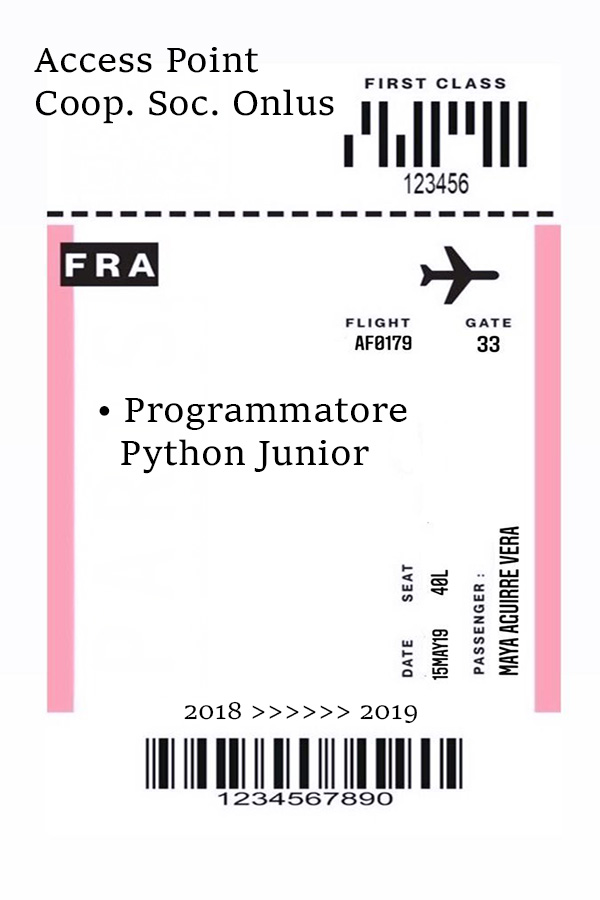 Access Point
Coop. Soc. Onlus
FIRST CLASS
123456
FRA
FLIGHT GATE
AF0179 33
• Programmatore
Python Junior
DATE SEAT
15MAY19 40L
PASSENGER :
MAYA AGUIRRE VERA
2018 >>>>>> 2019
1234567890